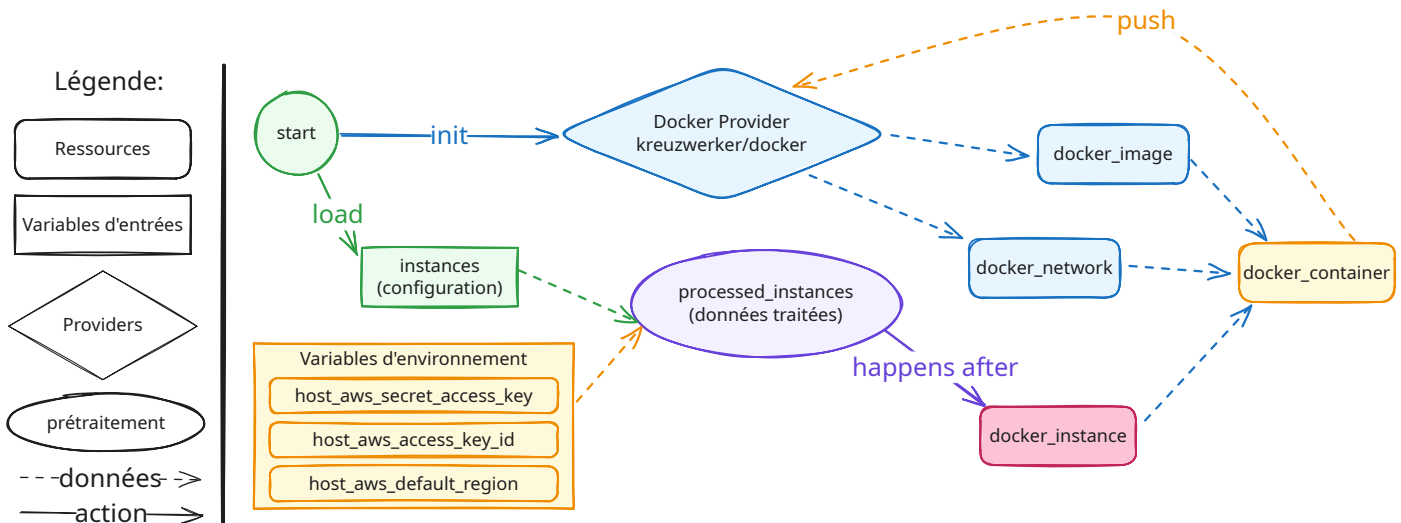 Légende:
Ressources
Variables d'entrées
Providers
prétraitement
données
action
start
init
load
Docker Provider
kreuzwerker/docker
push
docker_image
docker_network
docker_container
instances
(configuration)
processed_instances
(données traitées)
happens after
docker_instance
Variables d'environnement
host_aws_secret_access_key
host_aws_access_key_id
host_aws_default_region